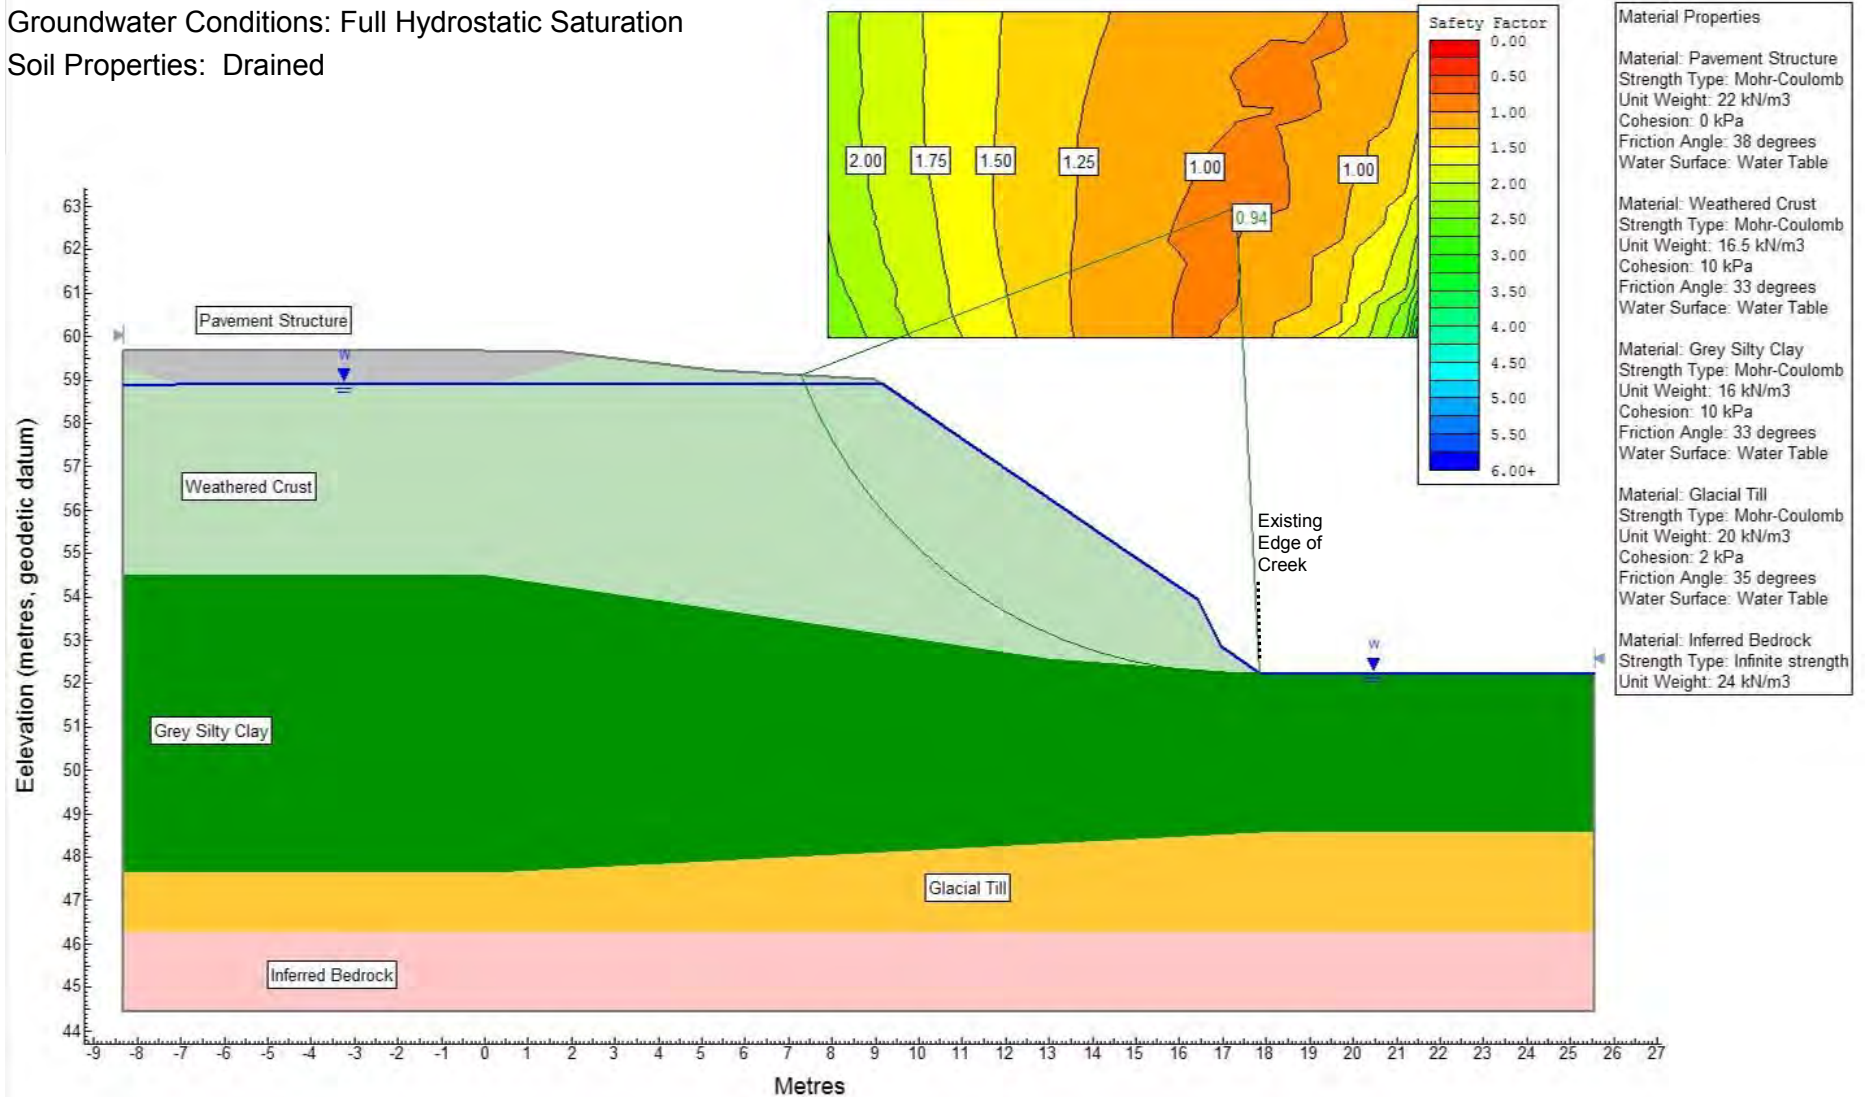 Groundwater Conditions: Full Hydrostatic Saturation
Soil Properties: Drained
2.00 1.75 1.50 1.25 1.00 1.00
0.94
Safety Factor
0.00
0.50
1.00
1.50
2.00
2.50
3.00
3.50
4.00
4.50
5.00
5.50
6.00+
Material Properties
Material: Pavement Structure
Strength Type: Mohr-Coulomb
Unit Weight: 22 kN/m3
Cohesion: 0 kPa
Friction Angle: 38 degrees
Water Surface: Water Table
Material: Weathered Crust
Strength Type: Mohr-Coulomb
Unit Weight: 16.5 kN/m3
Cohesion: 10 kPa
Friction Angle: 33 degrees
Water Surface: Water Table
Material: Grey Silty Clay
Strength Type: Mohr-Coulomb
Unit Weight: 16 kN/m3
Cohesion: 10 kPa
Friction Angle: 33 degrees
Water Surface: Water Table
Material: Glacial Till
Strength Type: Mohr-Coulomb
Unit Weight: 20 kN/m3
Cohesion: 2 kPa
Friction Angle: 35 degrees
Water Surface: Water Table
Material: Inferred Bedrock
Strength Type: Infinite strength
Unit Weight: 24 kN/m3
Eelevation (metres, geodetic datum)
63
62
61
60
59
58
57
56
55
54
53
52
51
50
49
48
47
46
45
44
Pavement Structure
W
Weathered Crust
Existing
Edge of
Creek
W
Grey Silty Clay
Glacial Till
Inferred Bedrock
-9 -8 -7 -6 -5 -4 -3 -2 -1 0 1 2 3 4 5 6 7 8 9 10 11 12 13 14 15 16 17 18 19 20 21 22 23 24 25 26 27
Metres